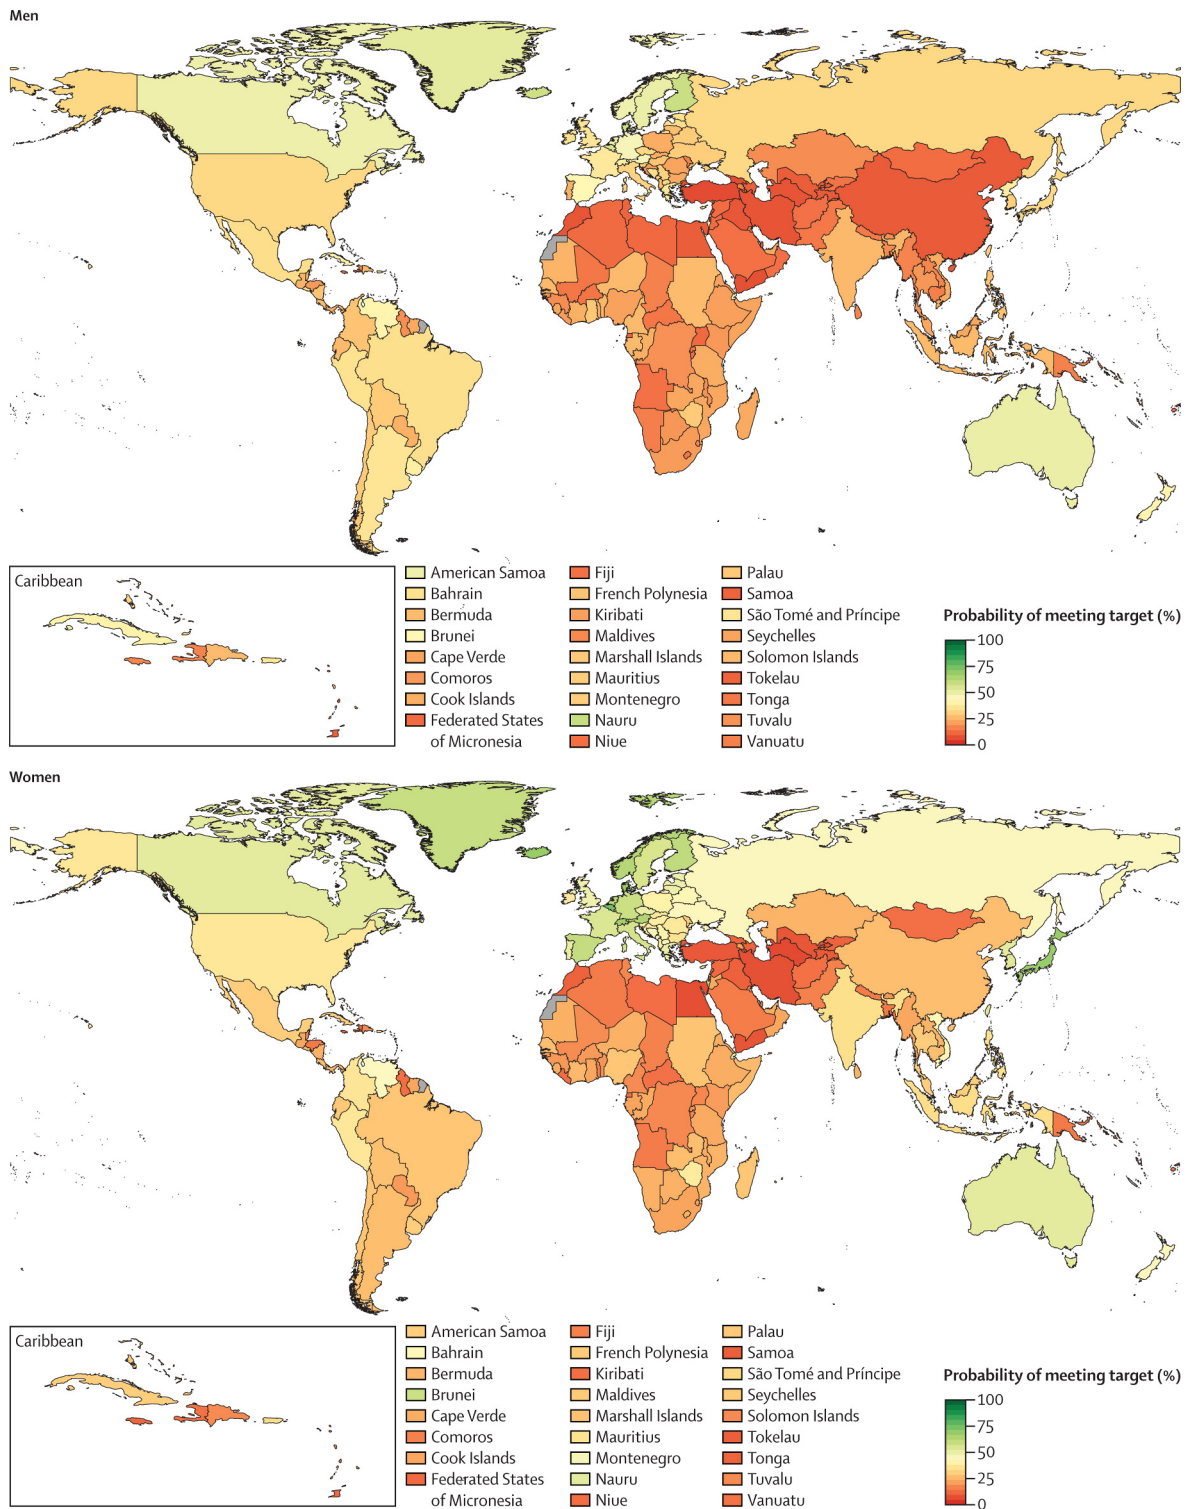 Men
Caribbean
American Samoa
Bahrain
Bermuda
Brunei
Cape Verde
Comoros
Cook Islands
Federated States
of Micronesia
Fiji
French Polynesia
Kiribati
Maldives
Marshall Islands
Mauritius
Montenegro
Nauru
Niue
Palau
Samoa
São Tomé and Príncipe
Seychelles
Solomon Islands
Tokelau
Tonga
Tuvalu
Vanuatu
Probability of meeting target (%)
100
75
50
25
0
Women
Caribbean
American Samoa
Bahrain
Bermuda
Brunei
Cape Verde
Comoros
Cook Islands
Federated States
of Micronesia
Fiji
French Polynesia
Kiribati
Maldives
Marshall Islands
Mauritius
Montenegro
Nauru
Niue
Palau
Samoa
São Tomé and Príncipe
Seychelles
Solomon Islands
Tokelau
Tonga
Tuvalu
Vanuatu
Probability of meeting target (%)
100
75
50
25
0